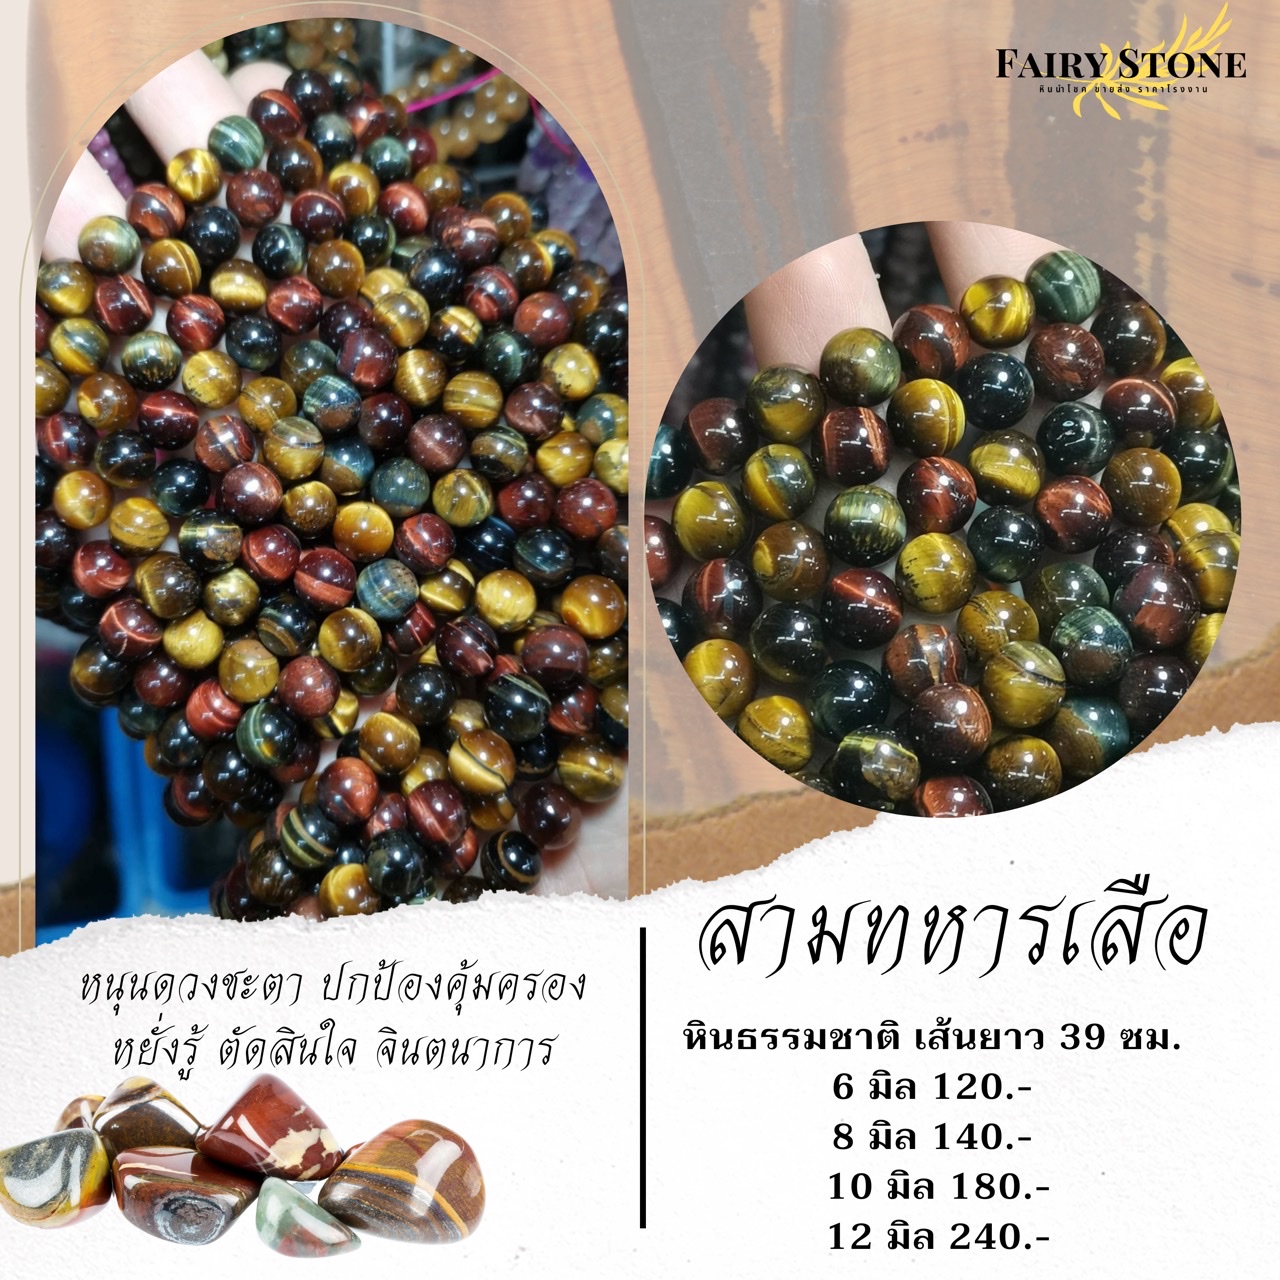 FAIRY STONE
หินนำโชค ขายส่ง ราคาโรงงาน
สามทหารเสือ
หนุนดวงชะตา ปกป้องคุ้มครอง
หยั่งรู้ ตัดสินใจ จินตนาการ
หินธรรมชาติ เส้นยาว 39 ซม.
6 มิล 120.-
8 มิล 140.-
10 มิล 180.-
12 มิล 240.-